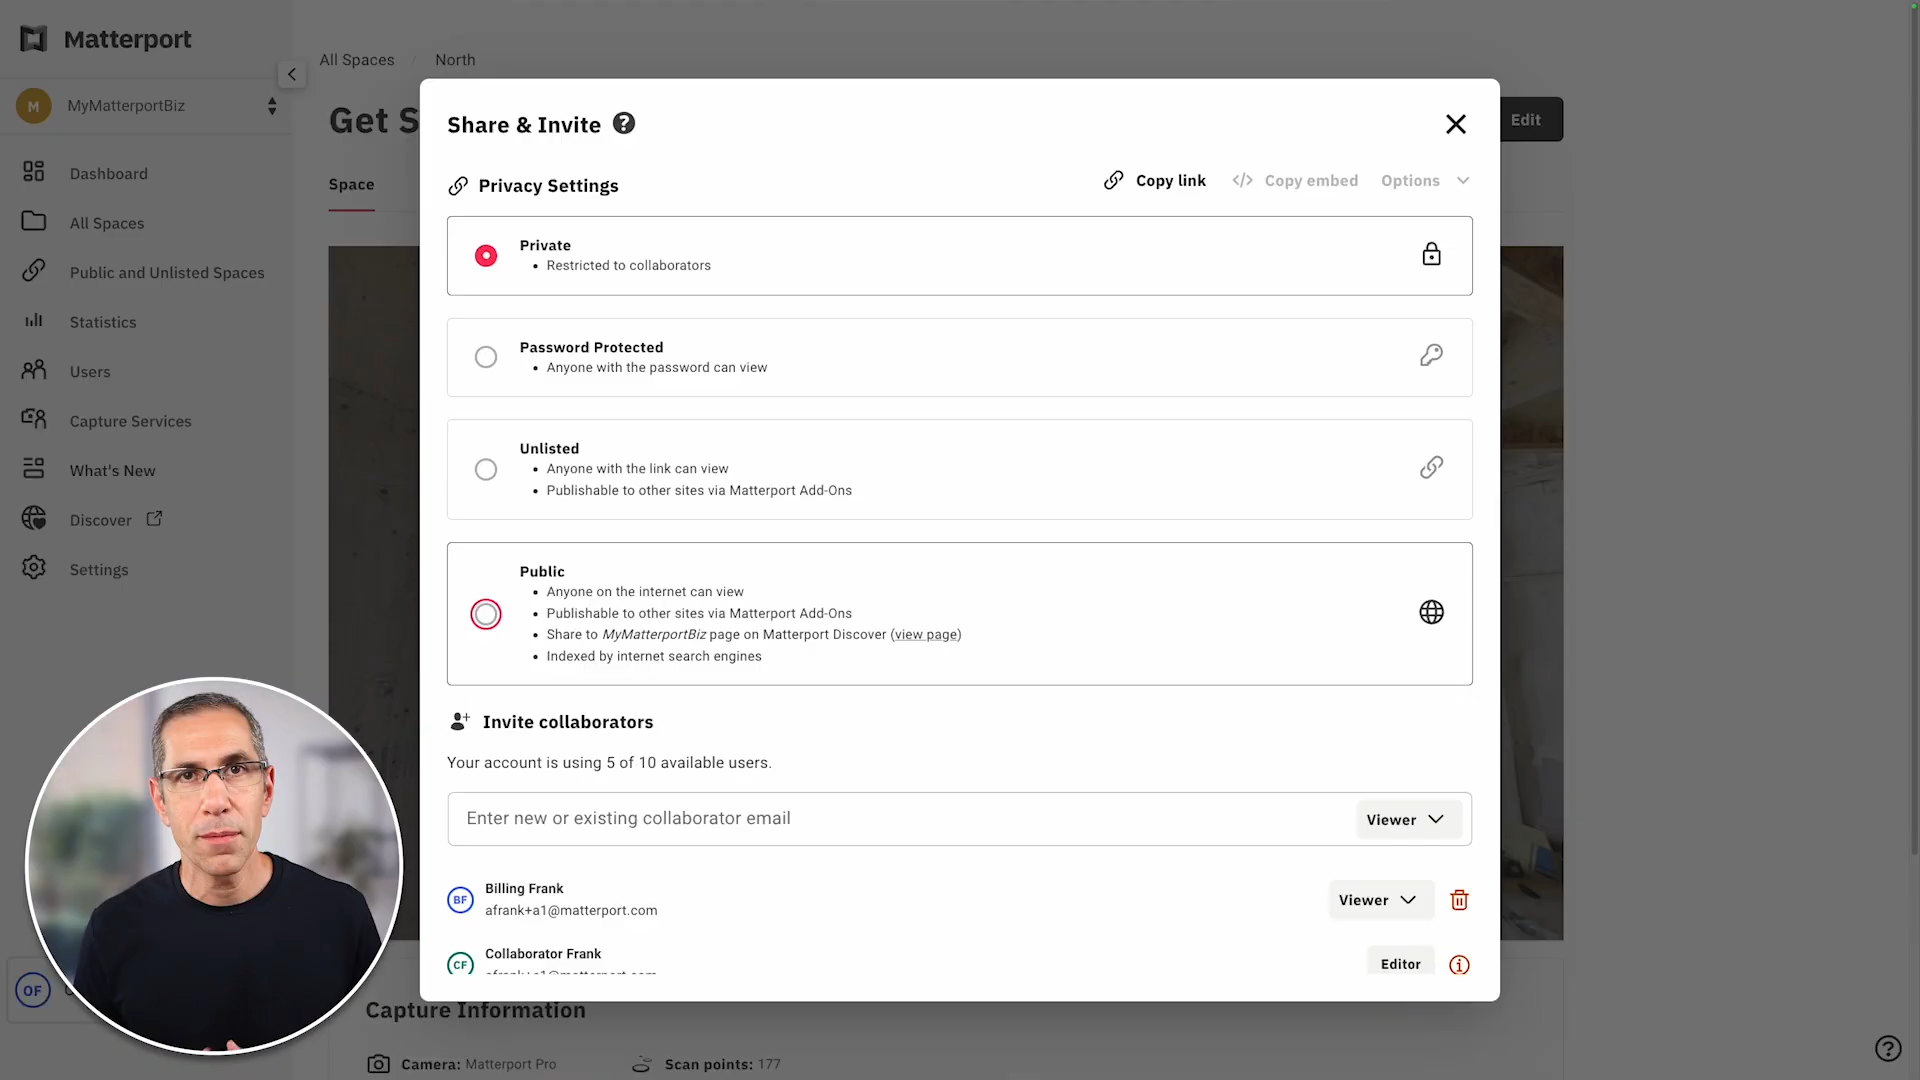 Matterport
All Spaces / North
M MyMatterportBiz
Get S
Edit
Dashboard
All Spaces
Public and Unlisted Spaces
Statistics
Users
Capture Services
What's New
Discover
Settings
Space
Share & Invite ?
Privacy Settings
Copy link
</> Copy embed
Options
Private
• Restricted to collaborators
Password Protected
• Anyone with the password can view
Unlisted
• Anyone with the link can view
• Publishable to other sites via Matterport Add-Ons
Public
• Anyone on the internet can view
• Publishable to other sites via Matterport Add-Ons
• Share to MyMatterportBiz page on Matterport Discover (view page)
• Indexed by internet search engines
Invite collaborators
Your account is using 5 of 10 available users.
Enter new or existing collaborator email
Viewer
BF
Billing Frank
afrank+a1@matterport.com
Viewer
CF
Collaborator Frank
Editor
OF
Capture Information
Camera: Matterport Pro
Scan points: 177
?